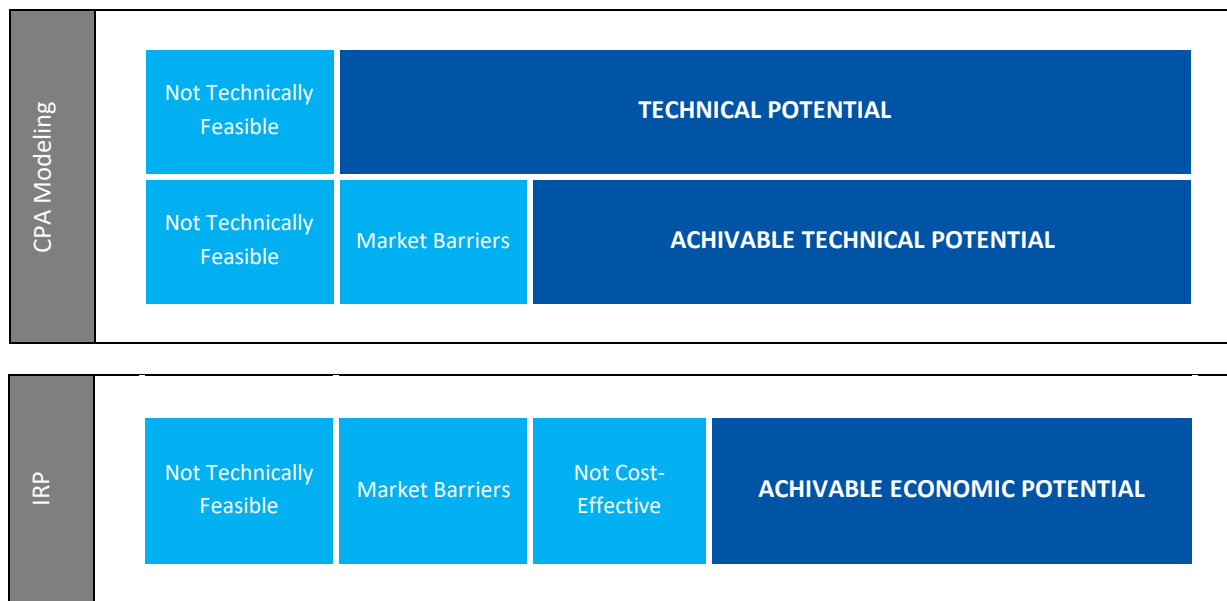 CPA Modeling
Not Technically
Feasible
TECHNICAL POTENTIAL
Not Technically
Feasible
Market Barriers
ACHIVABLE TECHNICAL POTENTIAL
IRP
Not Technically
Feasible
Market Barriers
Not Cost-
Effective
ACHIVABLE ECONOMIC POTENTIAL